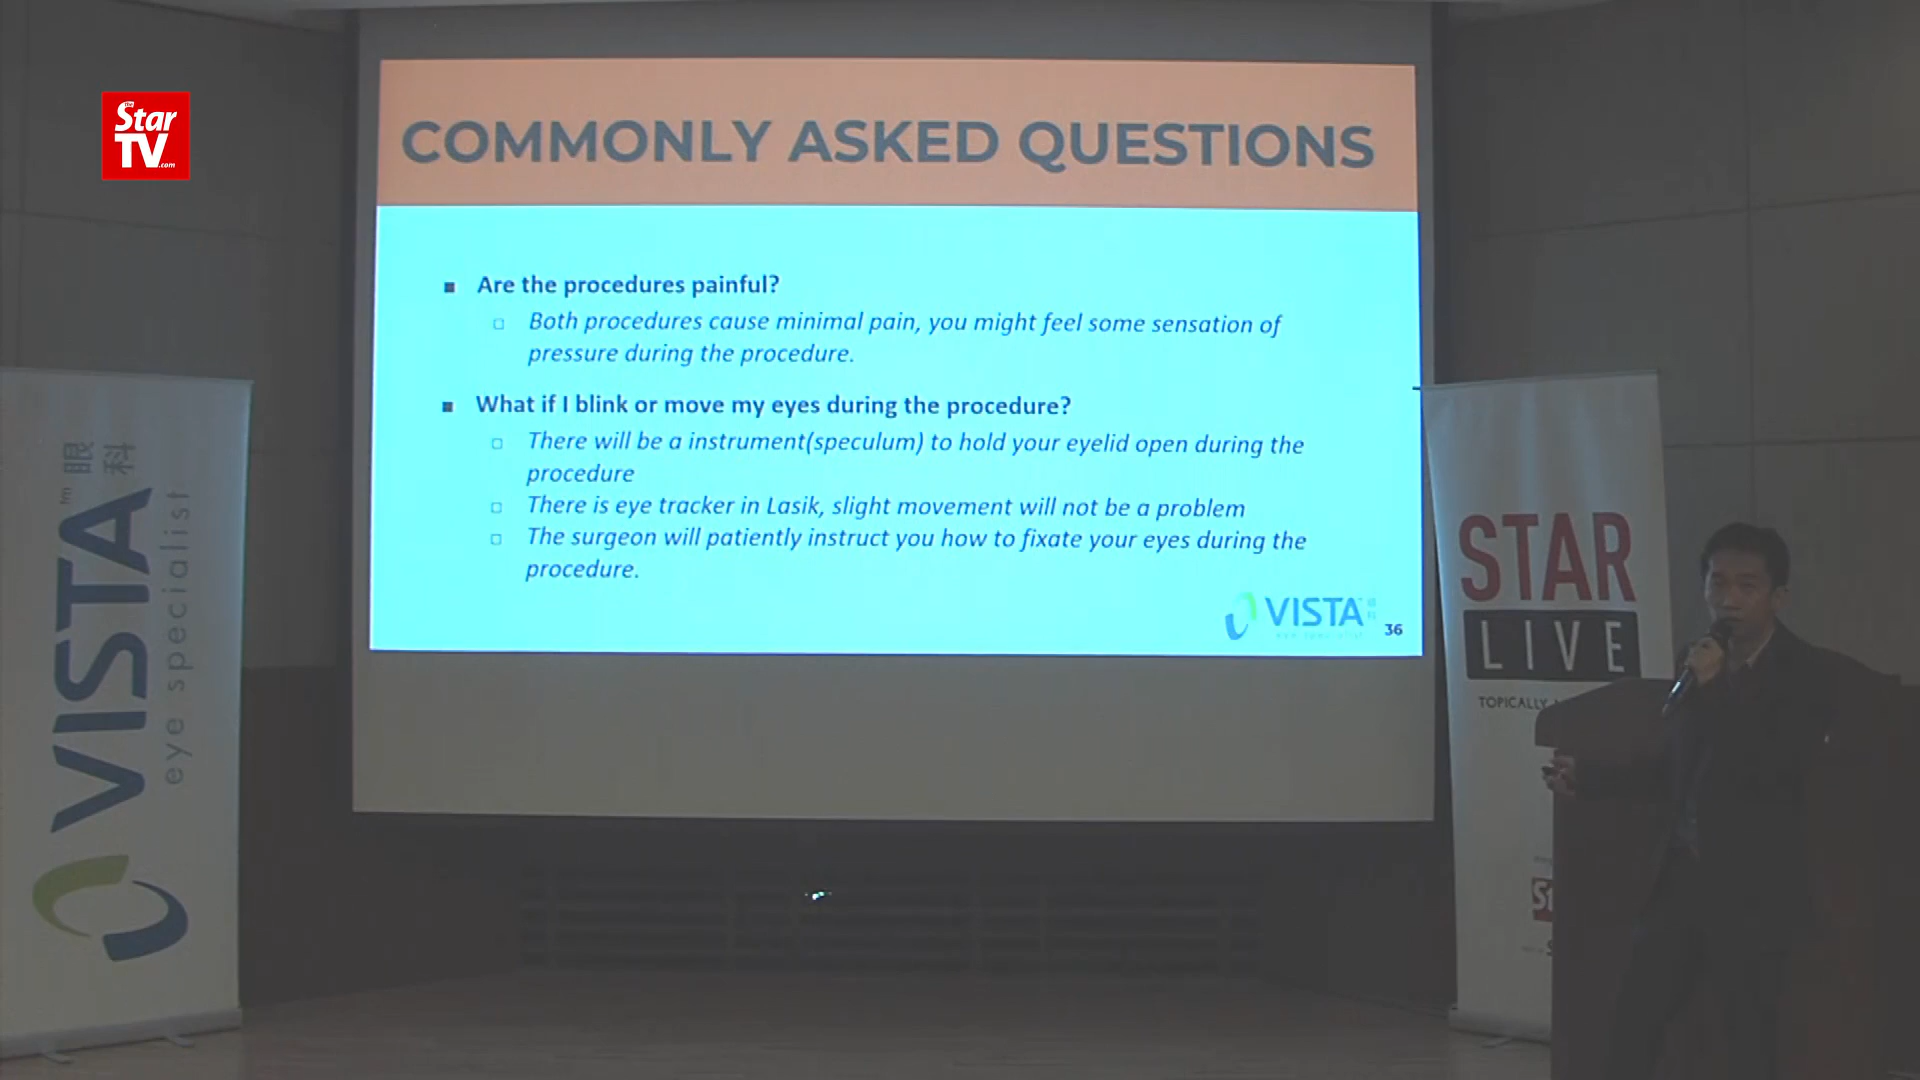 The
Star
TV
.com
COMMONLY ASKED QUESTIONS
Are the procedures painful?
Both procedures cause minimal pain, you might feel some sensation of
pressure during the procedure.
What if I blink or move my eyes during the procedure?
There will be a instrument(speculum) to hold your eyelid open during the
procedure
There is eye tracker in Lasik, slight movement will not be a problem
The surgeon will patiently instruct you how to fixate your eyes during the
procedure.
VISTA
36
VISTA™ 眼科
eye specialist
STAR
LIVE
TOPICALLY